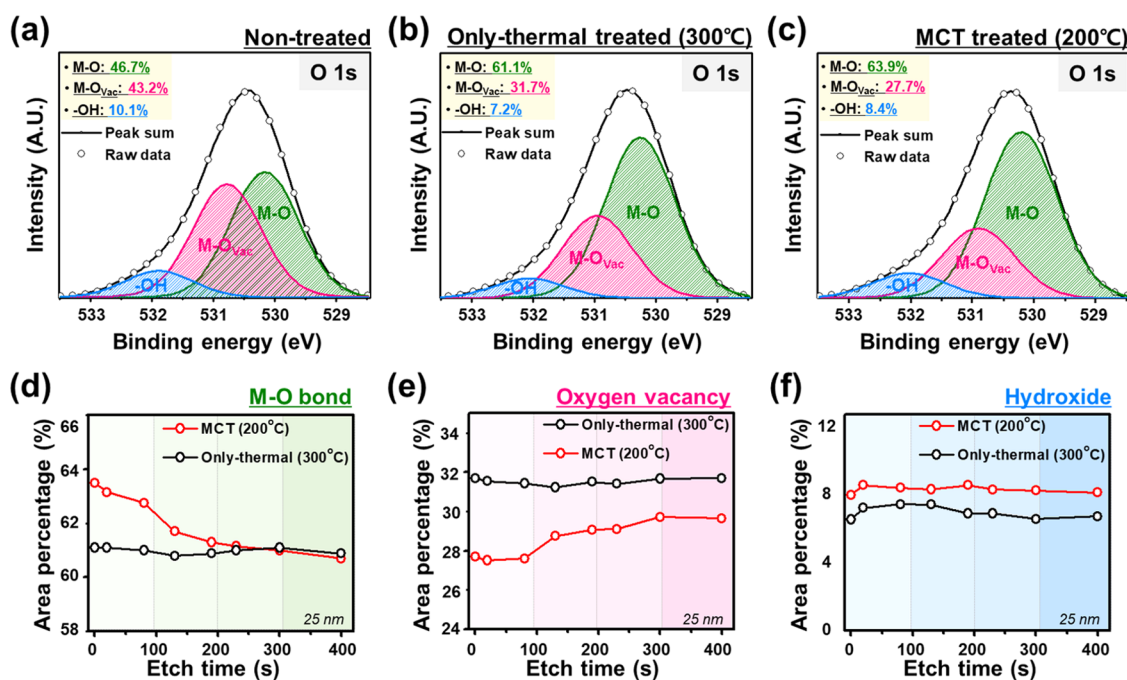 (a)
Non-treated
• M-O: 46.7%
• M-OVac: 43.2%
• -OH: 10.1%
O 1s
Peak sum
Raw data
M-O
M-OVac
-OH
Intensity (A.U.)
533 532 531 530 529
Binding energy (eV)
(b)
Only-thermal treated (300℃)
• M-O: 61.1%
• M-OVac: 31.7%
• -OH: 7.2%
O 1s
Peak sum
Raw data
M-O
M-OVac
-OH
Intensity (A.U.)
533 532 531 530 529
Binding energy (eV)
(c)
MCT treated (200℃)
• M-O: 63.9%
• M-OVac: 27.7%
• -OH: 8.4%
O 1s
Peak sum
Raw data
M-O
M-OVac
-OH
Intensity (A.U.)
533 532 531 530 529
Binding energy (eV)
(d)
M-O bond
MCT (200°C)
Only-thermal (300°C)
Area percentage (%)
66
64
62
60
58
25 nm
0 100 200 300 400
Etch time (s)
(e)
Oxygen vacancy
Only-thermal (300°C)
MCT (200°C)
Area percentage (%)
34
32
30
28
26
24
25 nm
0 100 200 300 400
Etch time (s)
(f)
Hydroxide
MCT (200°C)
Only-thermal (300°C)
Area percentage (%)
12
8
4
0
25 nm
0 100 200 300 400
Etch time (s)